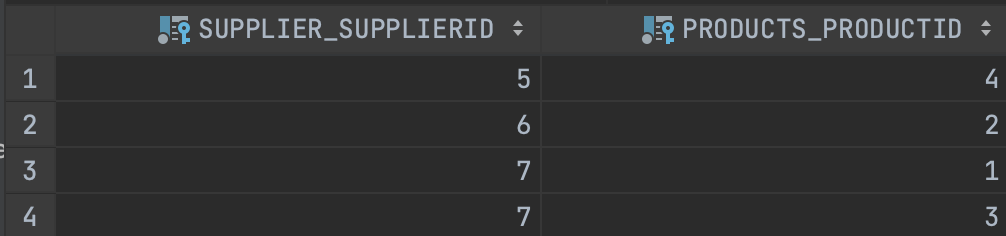 SUPPLIER_SUPPLIERID PRODUCTS_PRODUCTID
1 5 4
2 6 2
3 7 1
4 7 3